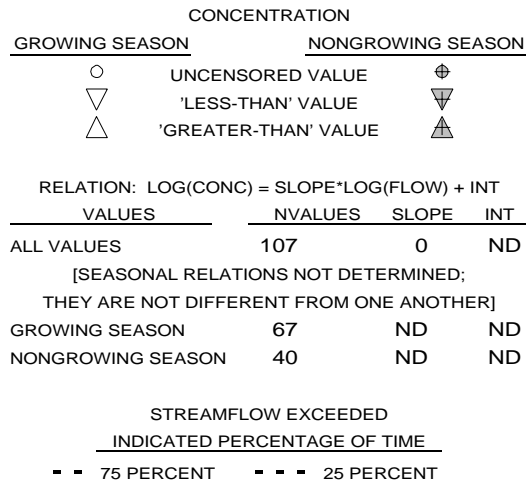 CONCENTRATION
GROWING SEASON NONGROWING SEASON
UNCENSORED VALUE
'LESS-THAN' VALUE
'GREATER-THAN' VALUE
RELATION: LOG(CONC) = SLOPE*LOG(FLOW) + INT
VALUES NVALUES SLOPE INT
ALL VALUES 107 0 ND
[SEASONAL RELATIONS NOT DETERMINED;
THEY ARE NOT DIFFERENT FROM ONE ANOTHER]
GROWING SEASON 67 ND ND
NONGROWING SEASON 40 ND ND
STREAMFLOW EXCEEDED
INDICATED PERCENTAGE OF TIME
75 PERCENT 25 PERCENT